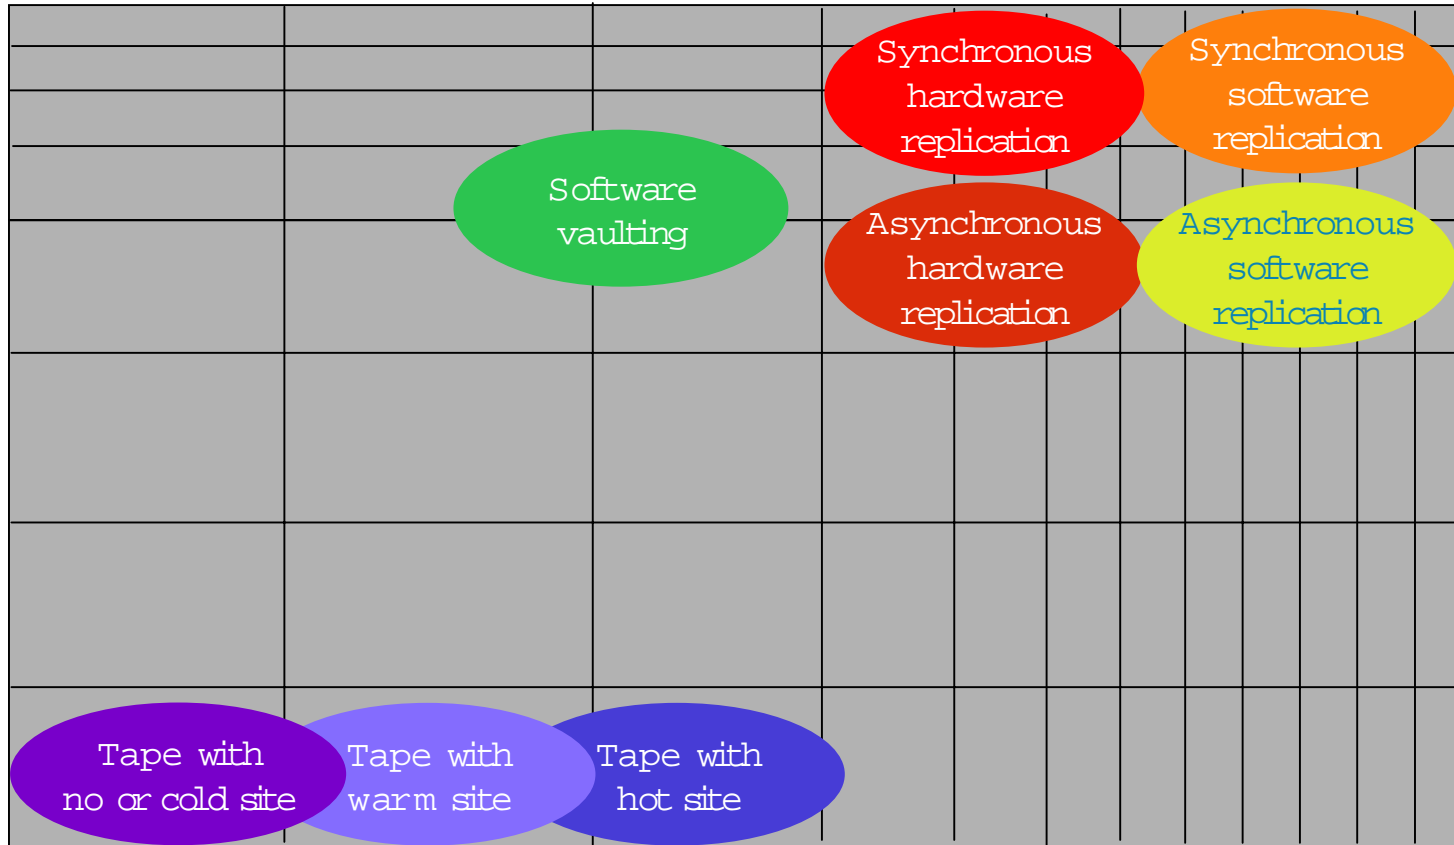 Synchronous
hardware
replication
Synchronous
software
replication
Software
vaulting
Asynchronous
hardware
replication
Asynchronous
software
replication
Tape with
no or cold site
Tape with
warm site
Tape with
hot site